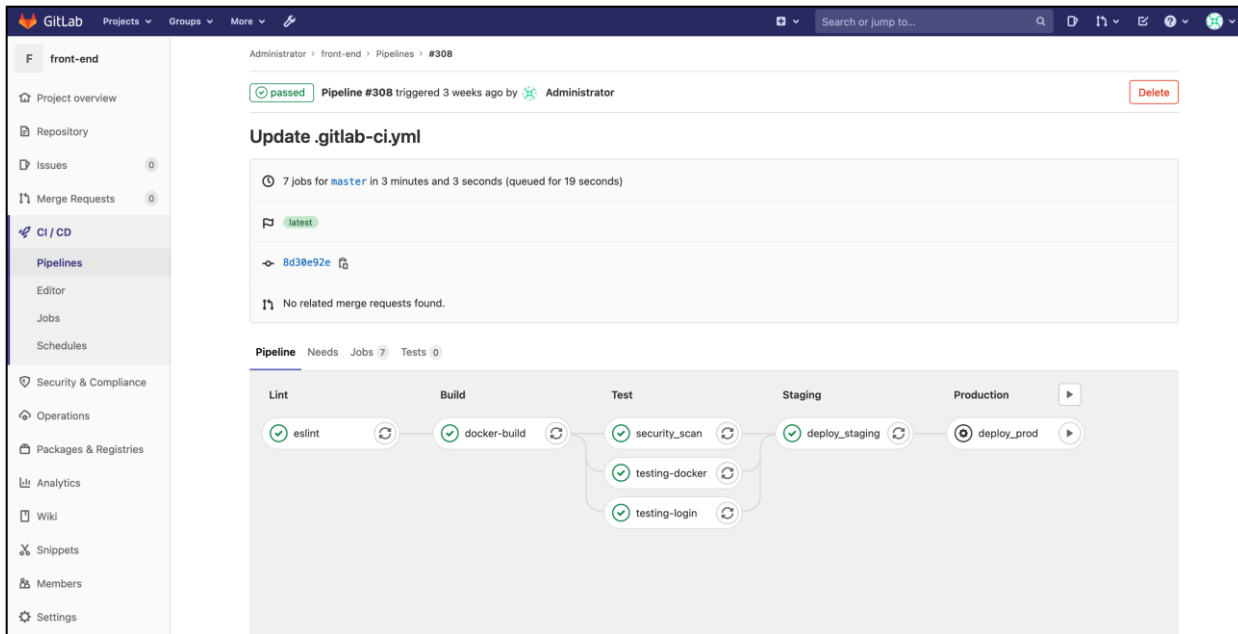 GitLab Projects Groups More Search or jump to...
F front-end
Project overview
Repository
Issues 0
Merge Requests 0
CI / CD
Pipelines
Editor
Jobs
Schedules
Security & Compliance
Operations
Packages & Registries
Analytics
Wiki
Snippets
Members
Settings
Administrator > front-end > Pipelines > #308
passed Pipeline #308 triggered 3 weeks ago by Administrator Delete
Update .gitlab-ci.yml
7 jobs for master in 3 minutes and 3 seconds (queued for 19 seconds)
latest
8d30e92e
No related merge requests found.
Pipeline Needs Jobs 7 Tests 0
Lint Build Test Staging Production
eslint docker-build security_scan deploy_staging deploy_prod
testing-docker
testing-login